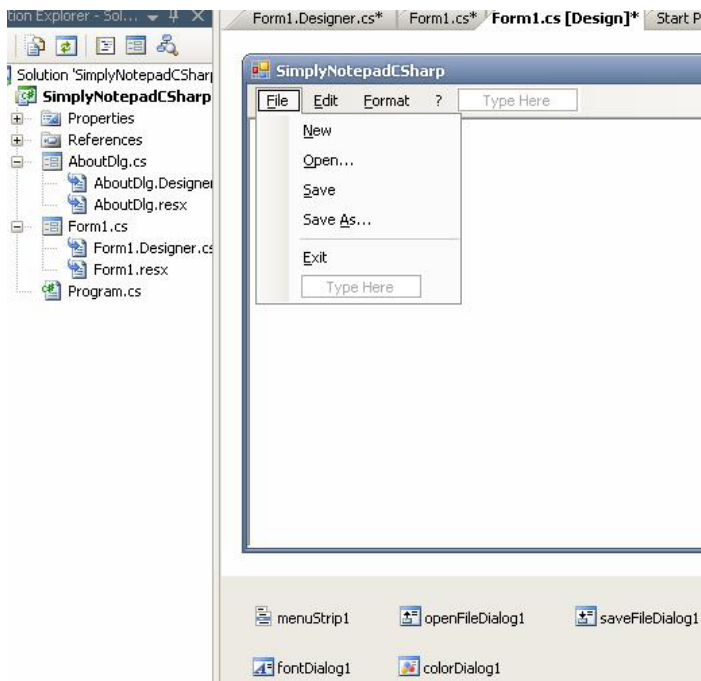 tion Explorer - Sol...
Solution 'SimplyNotepadCSharp
SimplyNotepadCSharp
Properties
References
AboutDlg.cs
AboutDlg.Designer
AboutDlg.resx
Form1.cs
Form1.Designer.cs
Form1.resx
Program.cs
Form1.Designer.cs* Form1.cs* Form1.cs [Design]* Start P
SimplyNotepadCSharp
File Edit Format ? Type Here
New
Open...
Save
Save As...
Exit
Type Here
menuStrip1 openFileDialog1 saveFileDialog1
fontDialog1 colorDialog1